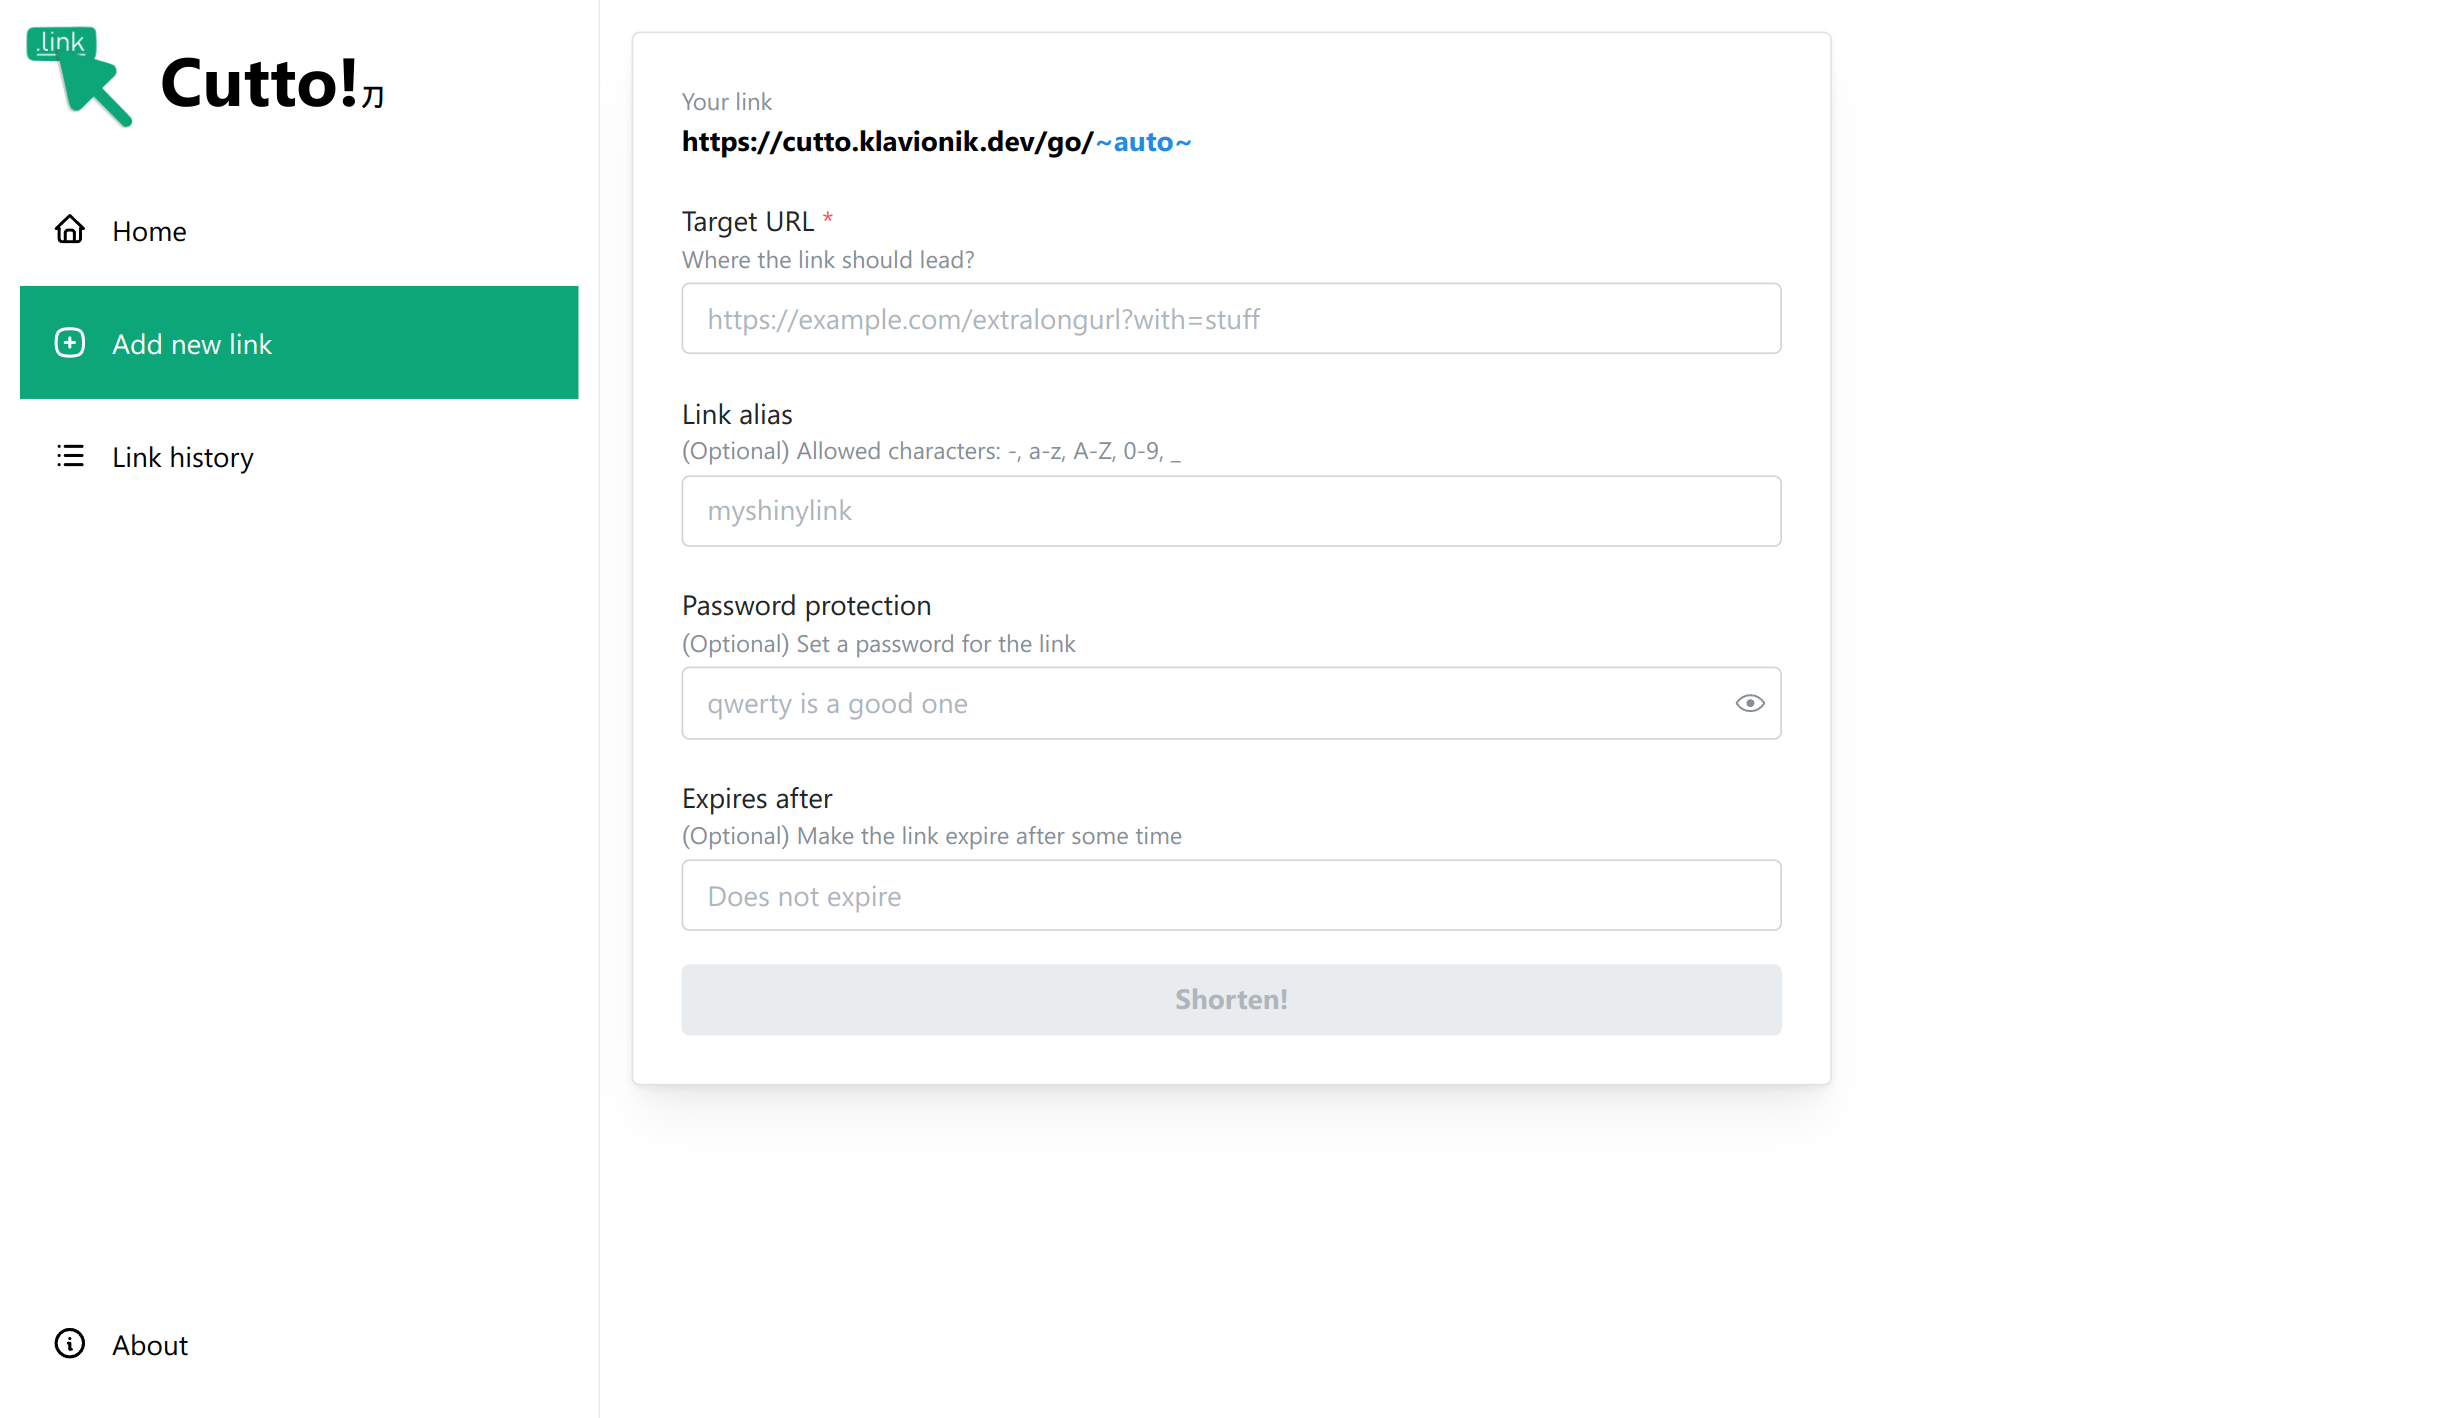 .link
Cutto!刀
Home
Add new link
Link history
About
Your link
https://cutto.klavionik.dev/go/~auto~
Target URL *
Where the link should lead?
https://example.com/extralongurl?with=stuff
Link alias
(Optional) Allowed characters: -, a-z, A-Z, 0-9, _
myshinylink
Password protection
(Optional) Set a password for the link
qwerty is a good one
Expires after
(Optional) Make the link expire after some time
Does not expire
Shorten!